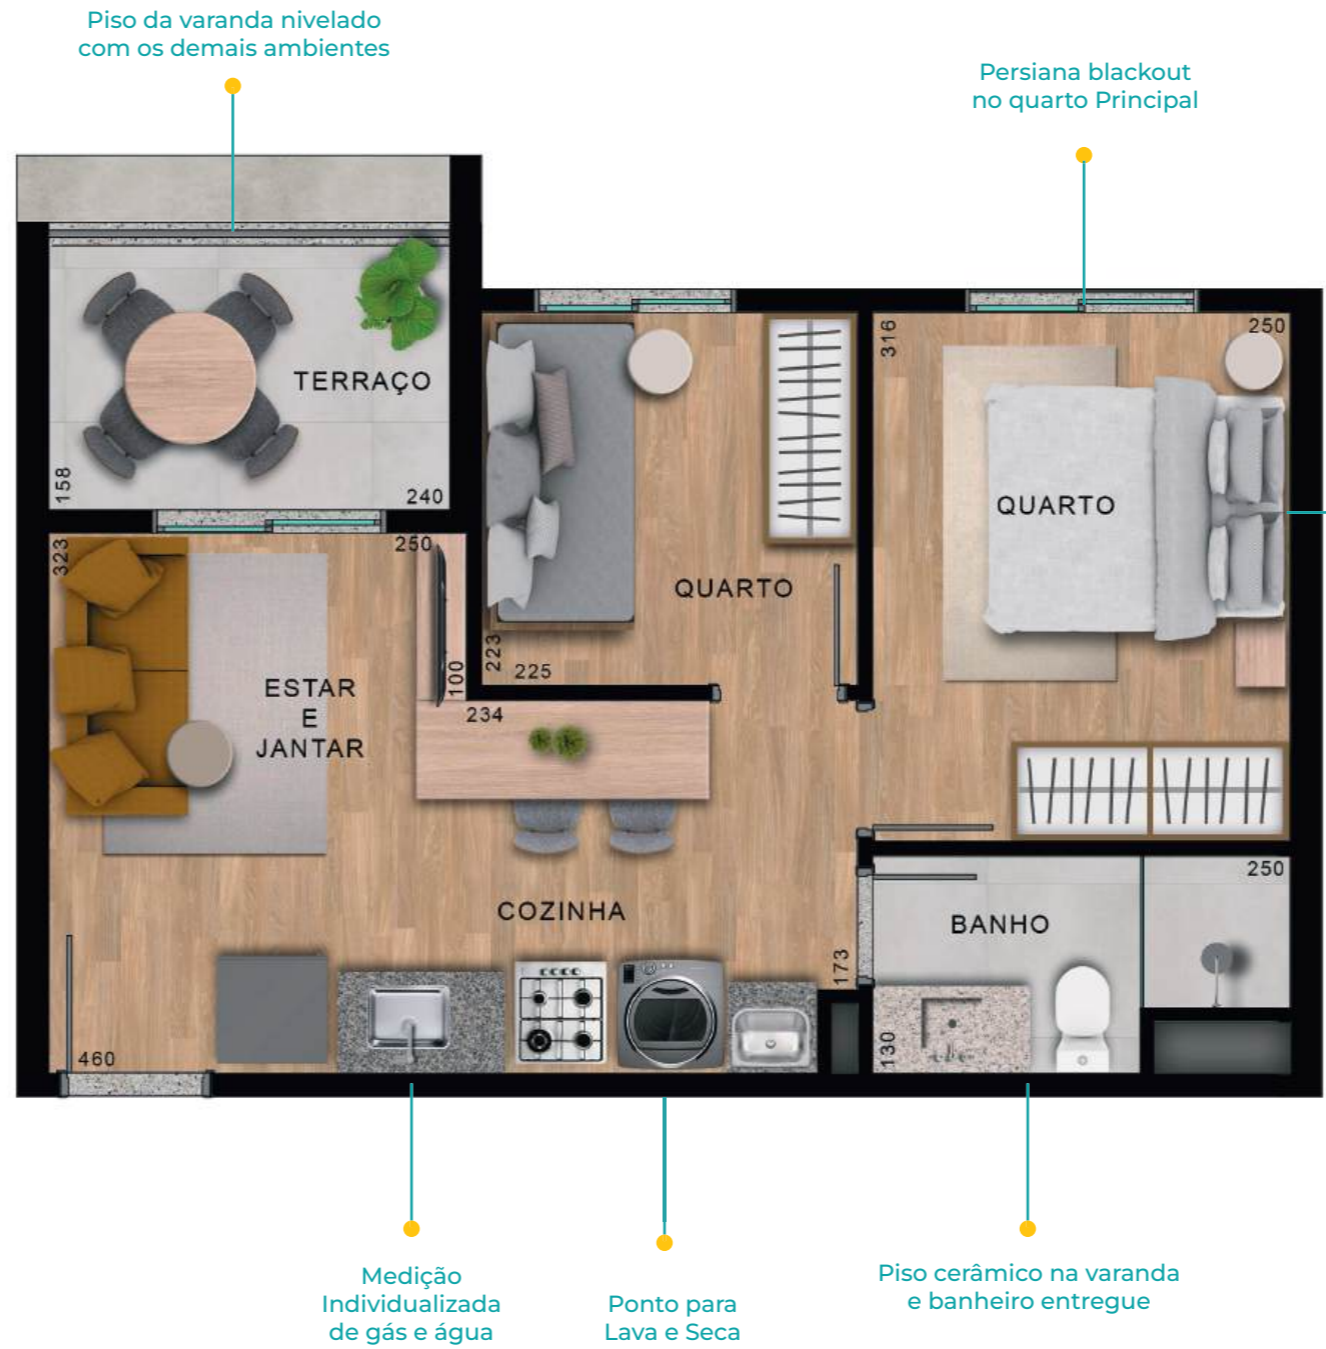 Piso da varanda nivelado
com os demais ambientes
Persiana blackout
no quarto Principal
TERRAÇO
158
240
316
250
QUARTO
QUARTO
223
225
323
250
100
234
ESTAR
E
JANTAR
COZINHA
460
173
BANHO
250
130
Medição
Individualizada
de gás e água
Ponto para
Lava e Seca
Piso cerâmico na varanda
e banheiro entregue